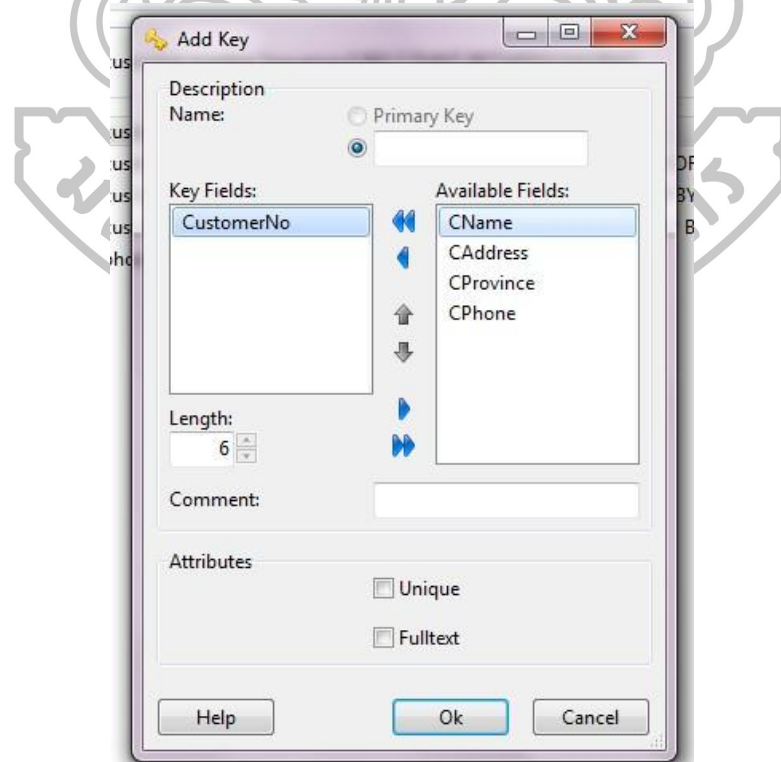 Add Key
Description
Name:
Primary Key
Key Fields:
Available Fields:
CustomerNo
CName
CAddress
CProvince
CPhone
Length:
6
Comment:
Attributes
Unique
Fulltext
Help
Ok
Cancel